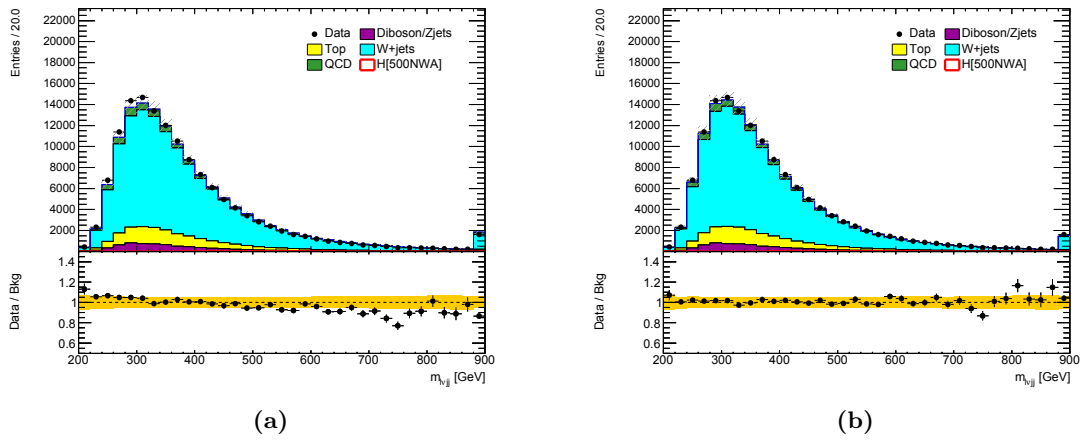 Entries / 20.0
22000
20000
18000
16000
14000
12000
10000
8000
6000
4000
2000
Data
Diboson/Zjets
Top
W+jets
QCD
H[500NWA]
Data / Bkg
1.4
1.2
1
0.8
0.6
200 300 400 500 600 700 800 900
m_lνjj [GeV]
(a)
Entries / 20.0
22000
20000
18000
16000
14000
12000
10000
8000
6000
4000
2000
Data
Diboson/Zjets
Top
W+jets
QCD
H[500NWA]
Data / Bkg
1.4
1.2
1
0.8
0.6
200 300 400 500 600 700 800 900
m_lνjj [GeV]
(b)